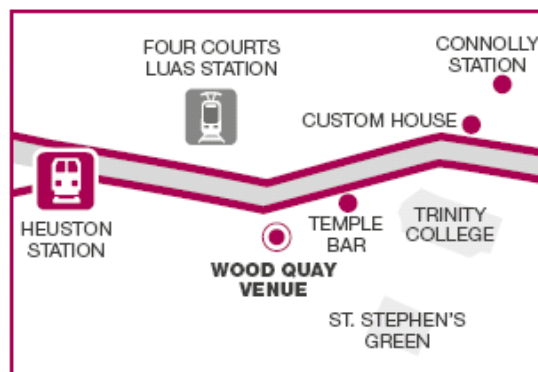 FOUR COURTS
LUAS STATION
CONNOLLY
STATION
CUSTOM HOUSE
HEUSTON
STATION
TEMPLE
BAR
TRINITY
COLLEGE
WOOD QUAY
VENUE
ST. STEPHEN'S
GREEN